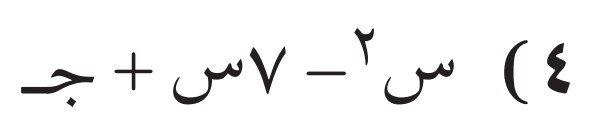 ٤) س٢ – ٧س + جـ